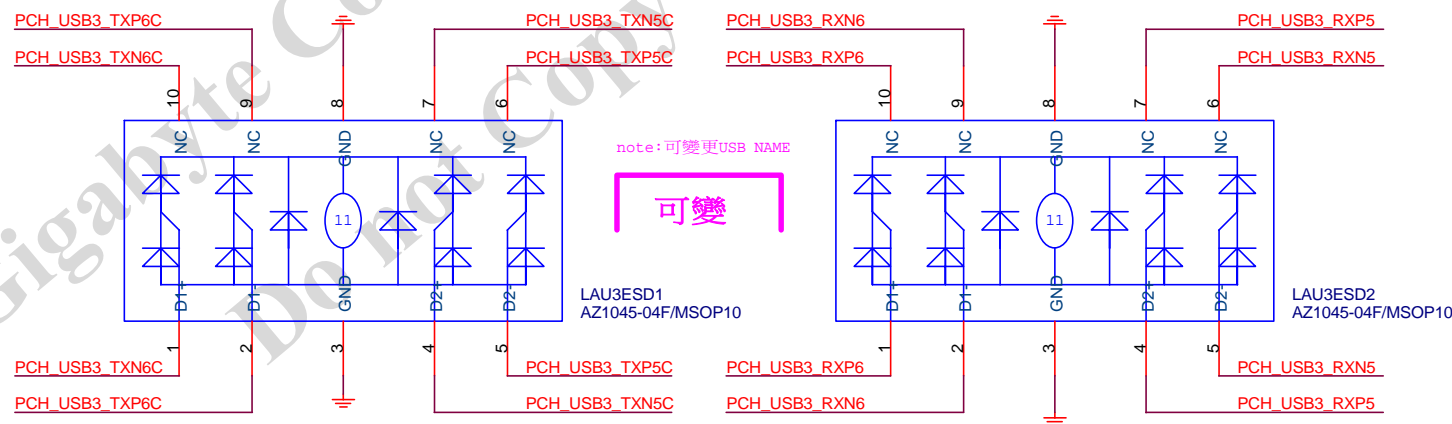 PCH_USB3_TXP6C
PCH_USB3_TXN5C
PCH_USB3_RXN6
PCH_USB3_RXP5
PCH_USB3_TXN6C
PCH_USB3_TXP5C
PCH_USB3_RXP6
PCH_USB3_RXN5
10 9 8 7 6
10 9 8 7 6
NC NC GND NC NC
NC NC GND NC NC
note:可變更USB NAME
可變
11
11
D1+ D1- GND D2+ D2-
D1+ D1- GND D2+ D2-
LAU3ESD1
AZ1045-04F/MSOP10
LAU3ESD2
AZ1045-04F/MSOP10
1 2 3 4 5
1 2 3 4 5
PCH_USB3_TXN6C
PCH_USB3_TXP5C
PCH_USB3_RXP6
PCH_USB3_RXN5
PCH_USB3_TXP6C
PCH_USB3_TXN5C
PCH_USB3_RXN6
PCH_USB3_RXP5
Gigabyte
Do not Copy